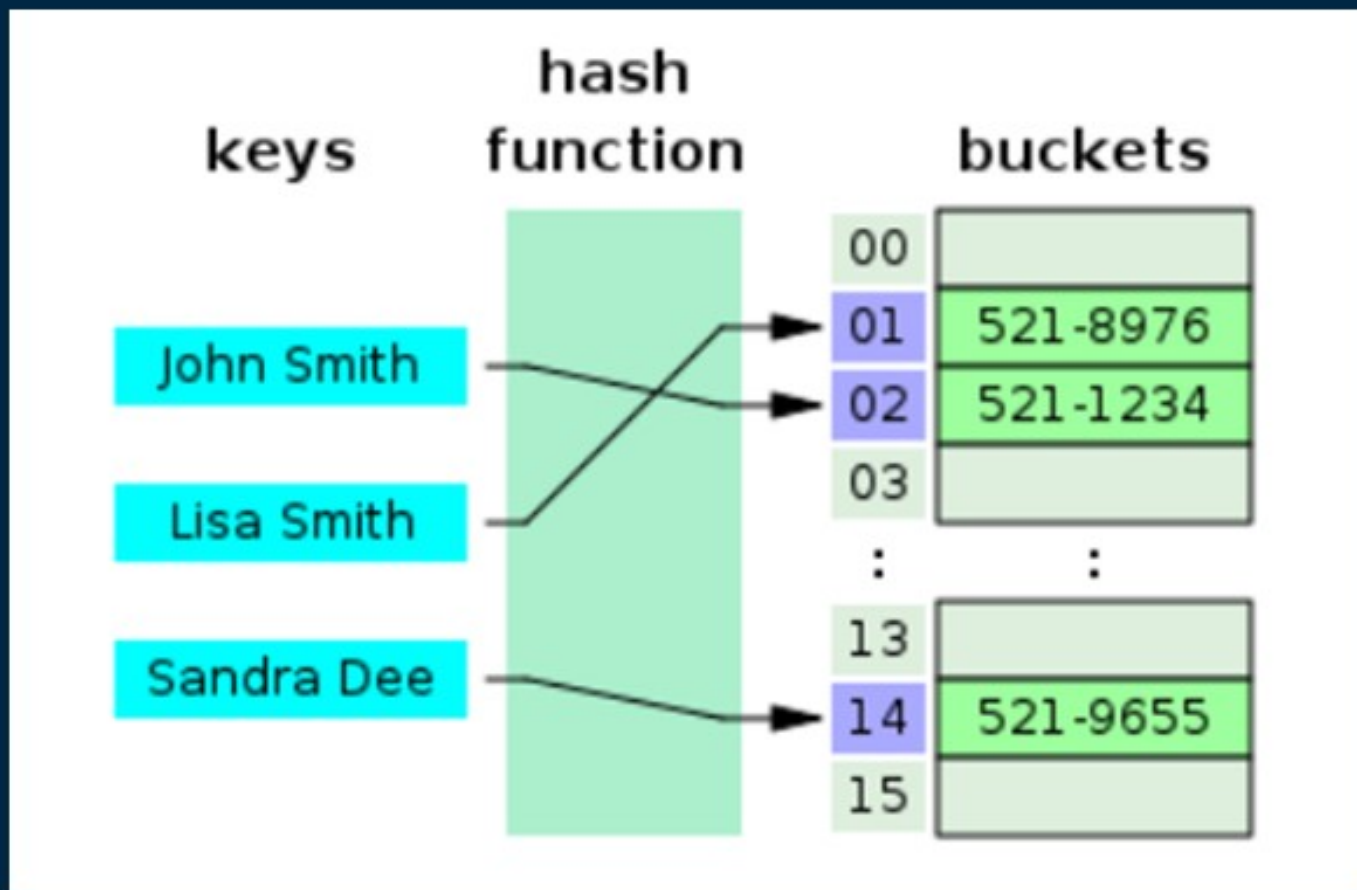 hash
keys function buckets
John Smith
Lisa Smith
Sandra Dee
00
01 521-8976
02 521-1234
03
: :
13
14 521-9655
15